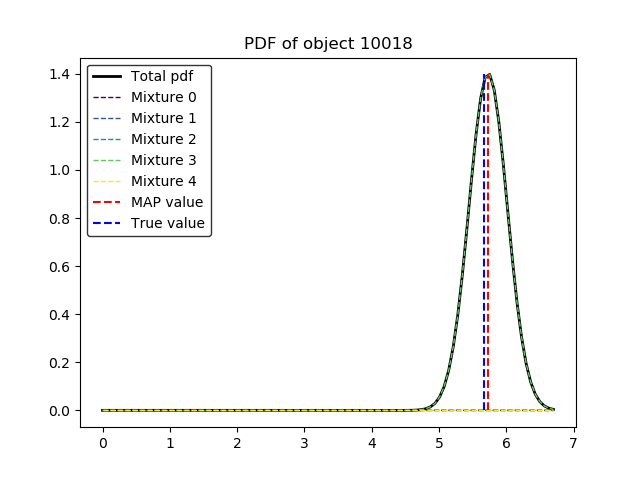 PDF of object 10018
1.4
1.2
1.0
0.8
0.6
0.4
0.2
0.0
Total pdf
Mixture 0
Mixture 1
Mixture 2
Mixture 3
Mixture 4
MAP value
True value
0 1 2 3 4 5 6 7